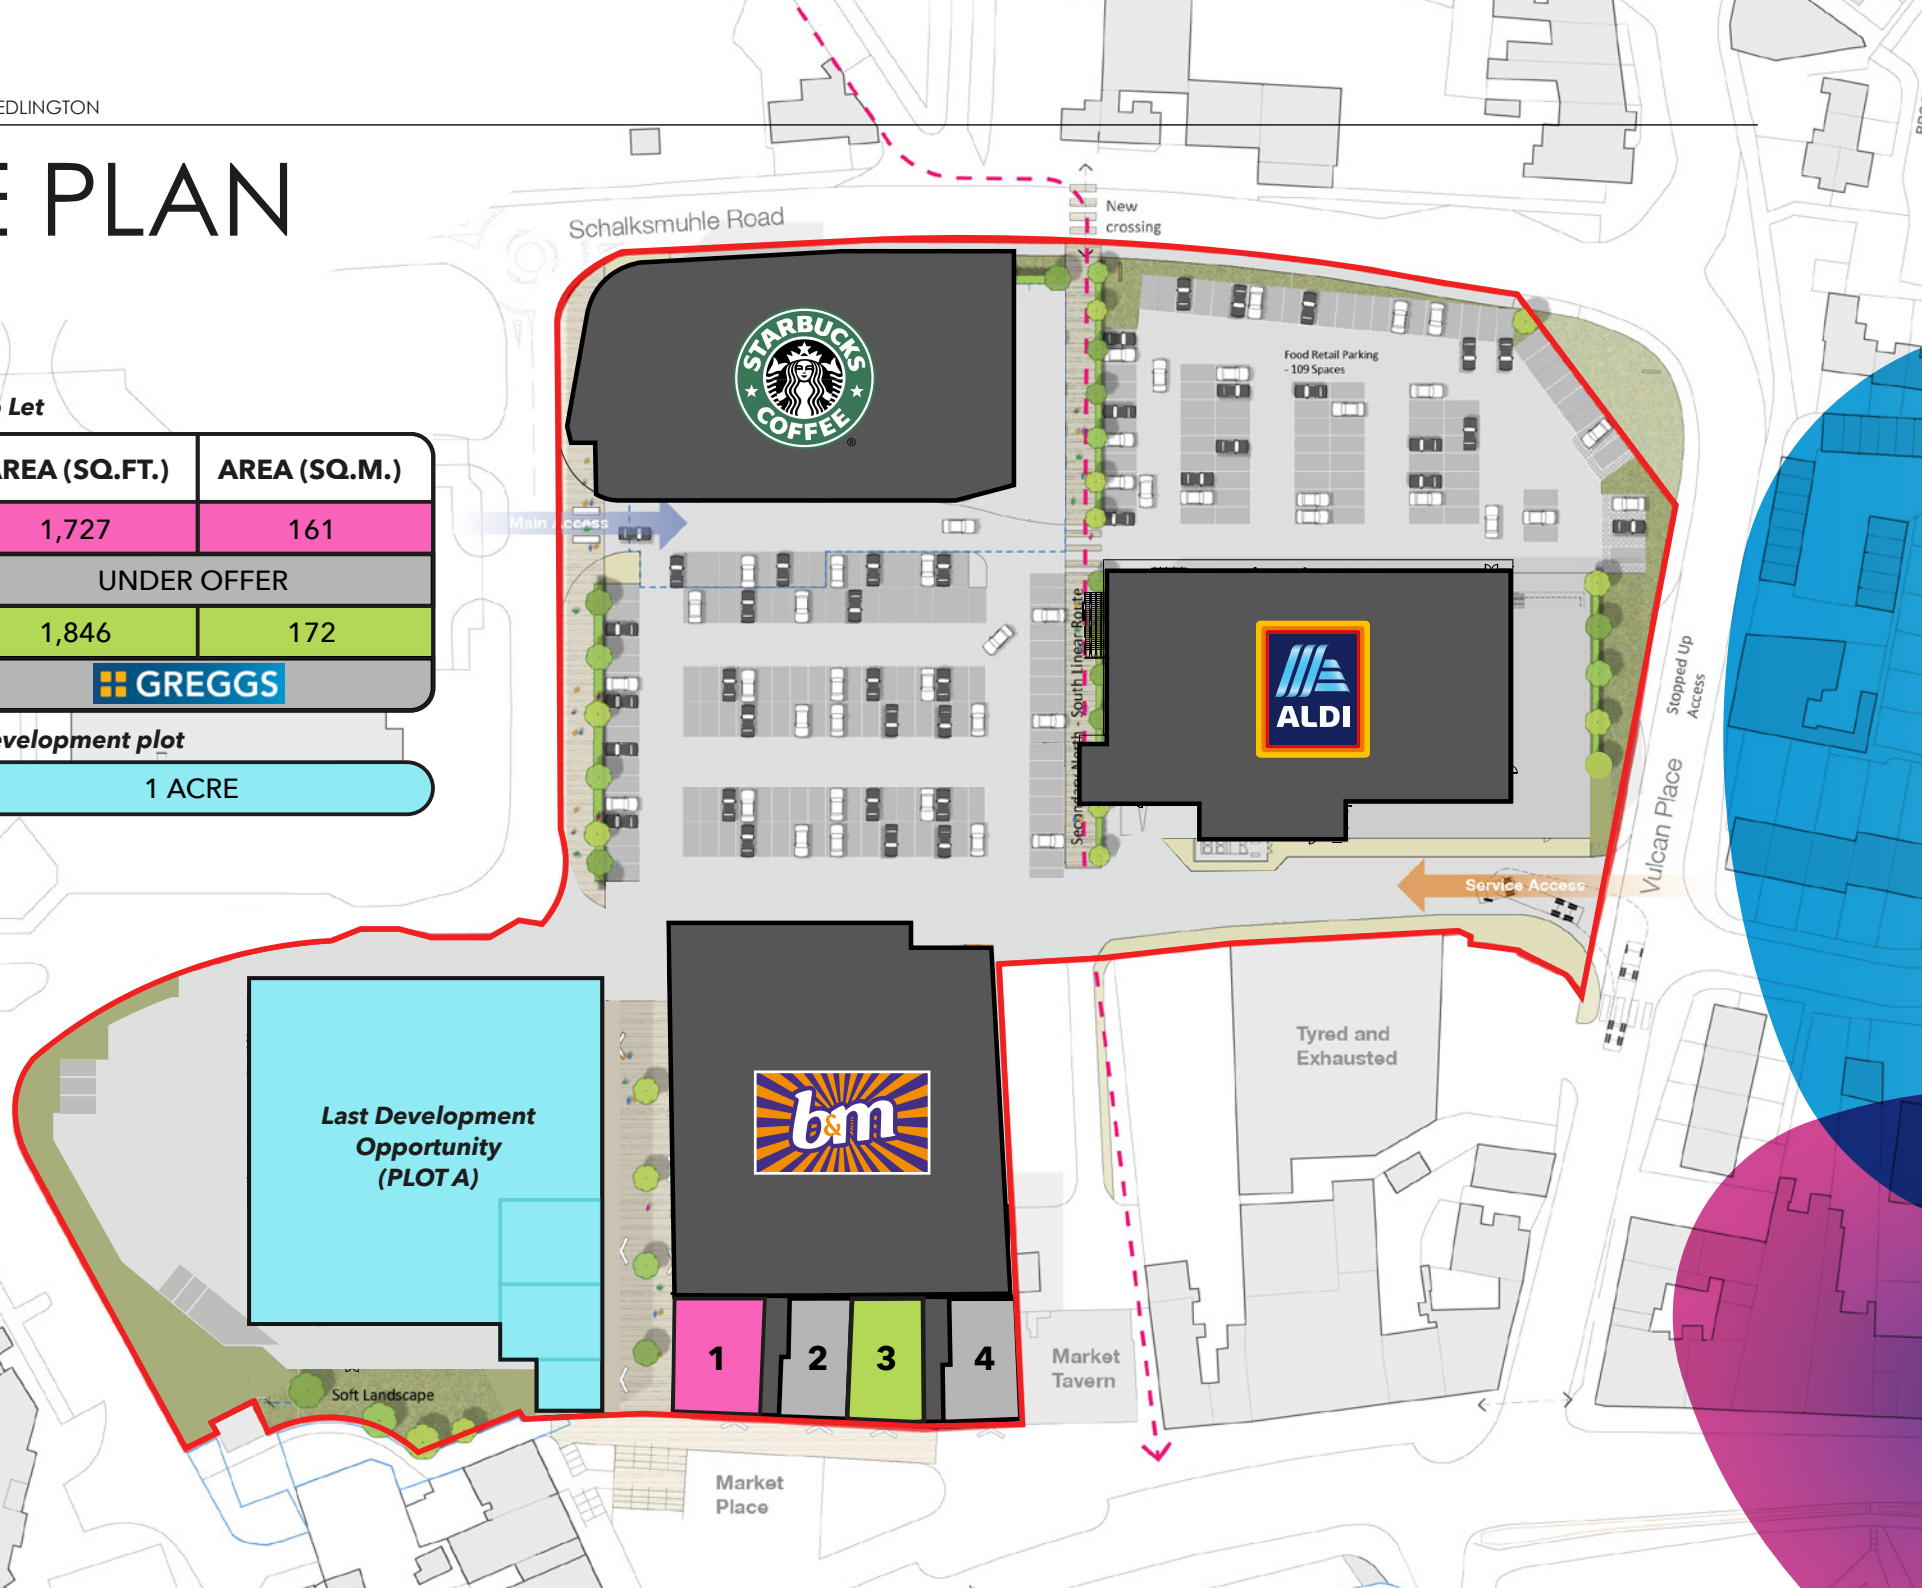 EDLINGTON
E PLAN
Let
AREA (SQ.FT.) AREA (SQ.M.)
1,727 161
UNDER OFFER
1,846 172
GREGGS
evelopment plot
1 ACRE
Schalksmuhle Road
New
crossing
STARBUCKS
COFFEE
®
Food Retail Parking
- 109 Spaces
Main Access
Secondary North - South Linear Route
ALDI
Stopped Up
Access
Vulcan Place
Service Access
Last Development
Opportunity
(PLOT A)
b&m
Tyred and
Exhausted
1 2 3 4
Market
Tavern
Soft Landscape
Market
Place